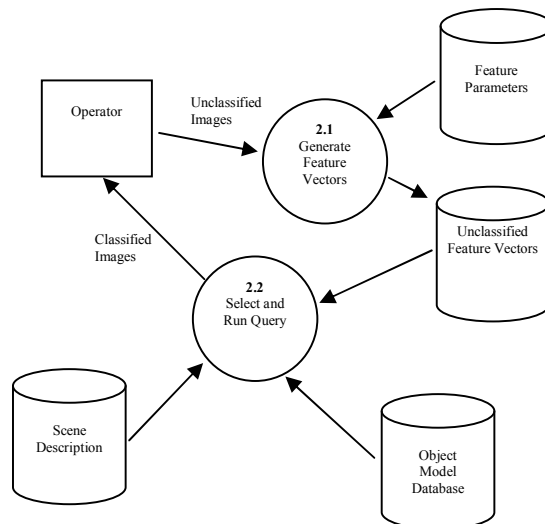 Feature
Parameters
Operator
Unclassified
Images
2.1
Generate
Feature
Vectors
Unclassified
Feature Vectors
Classified
Images
2.2
Select and
Run Query
Scene
Description
Object
Model
Database